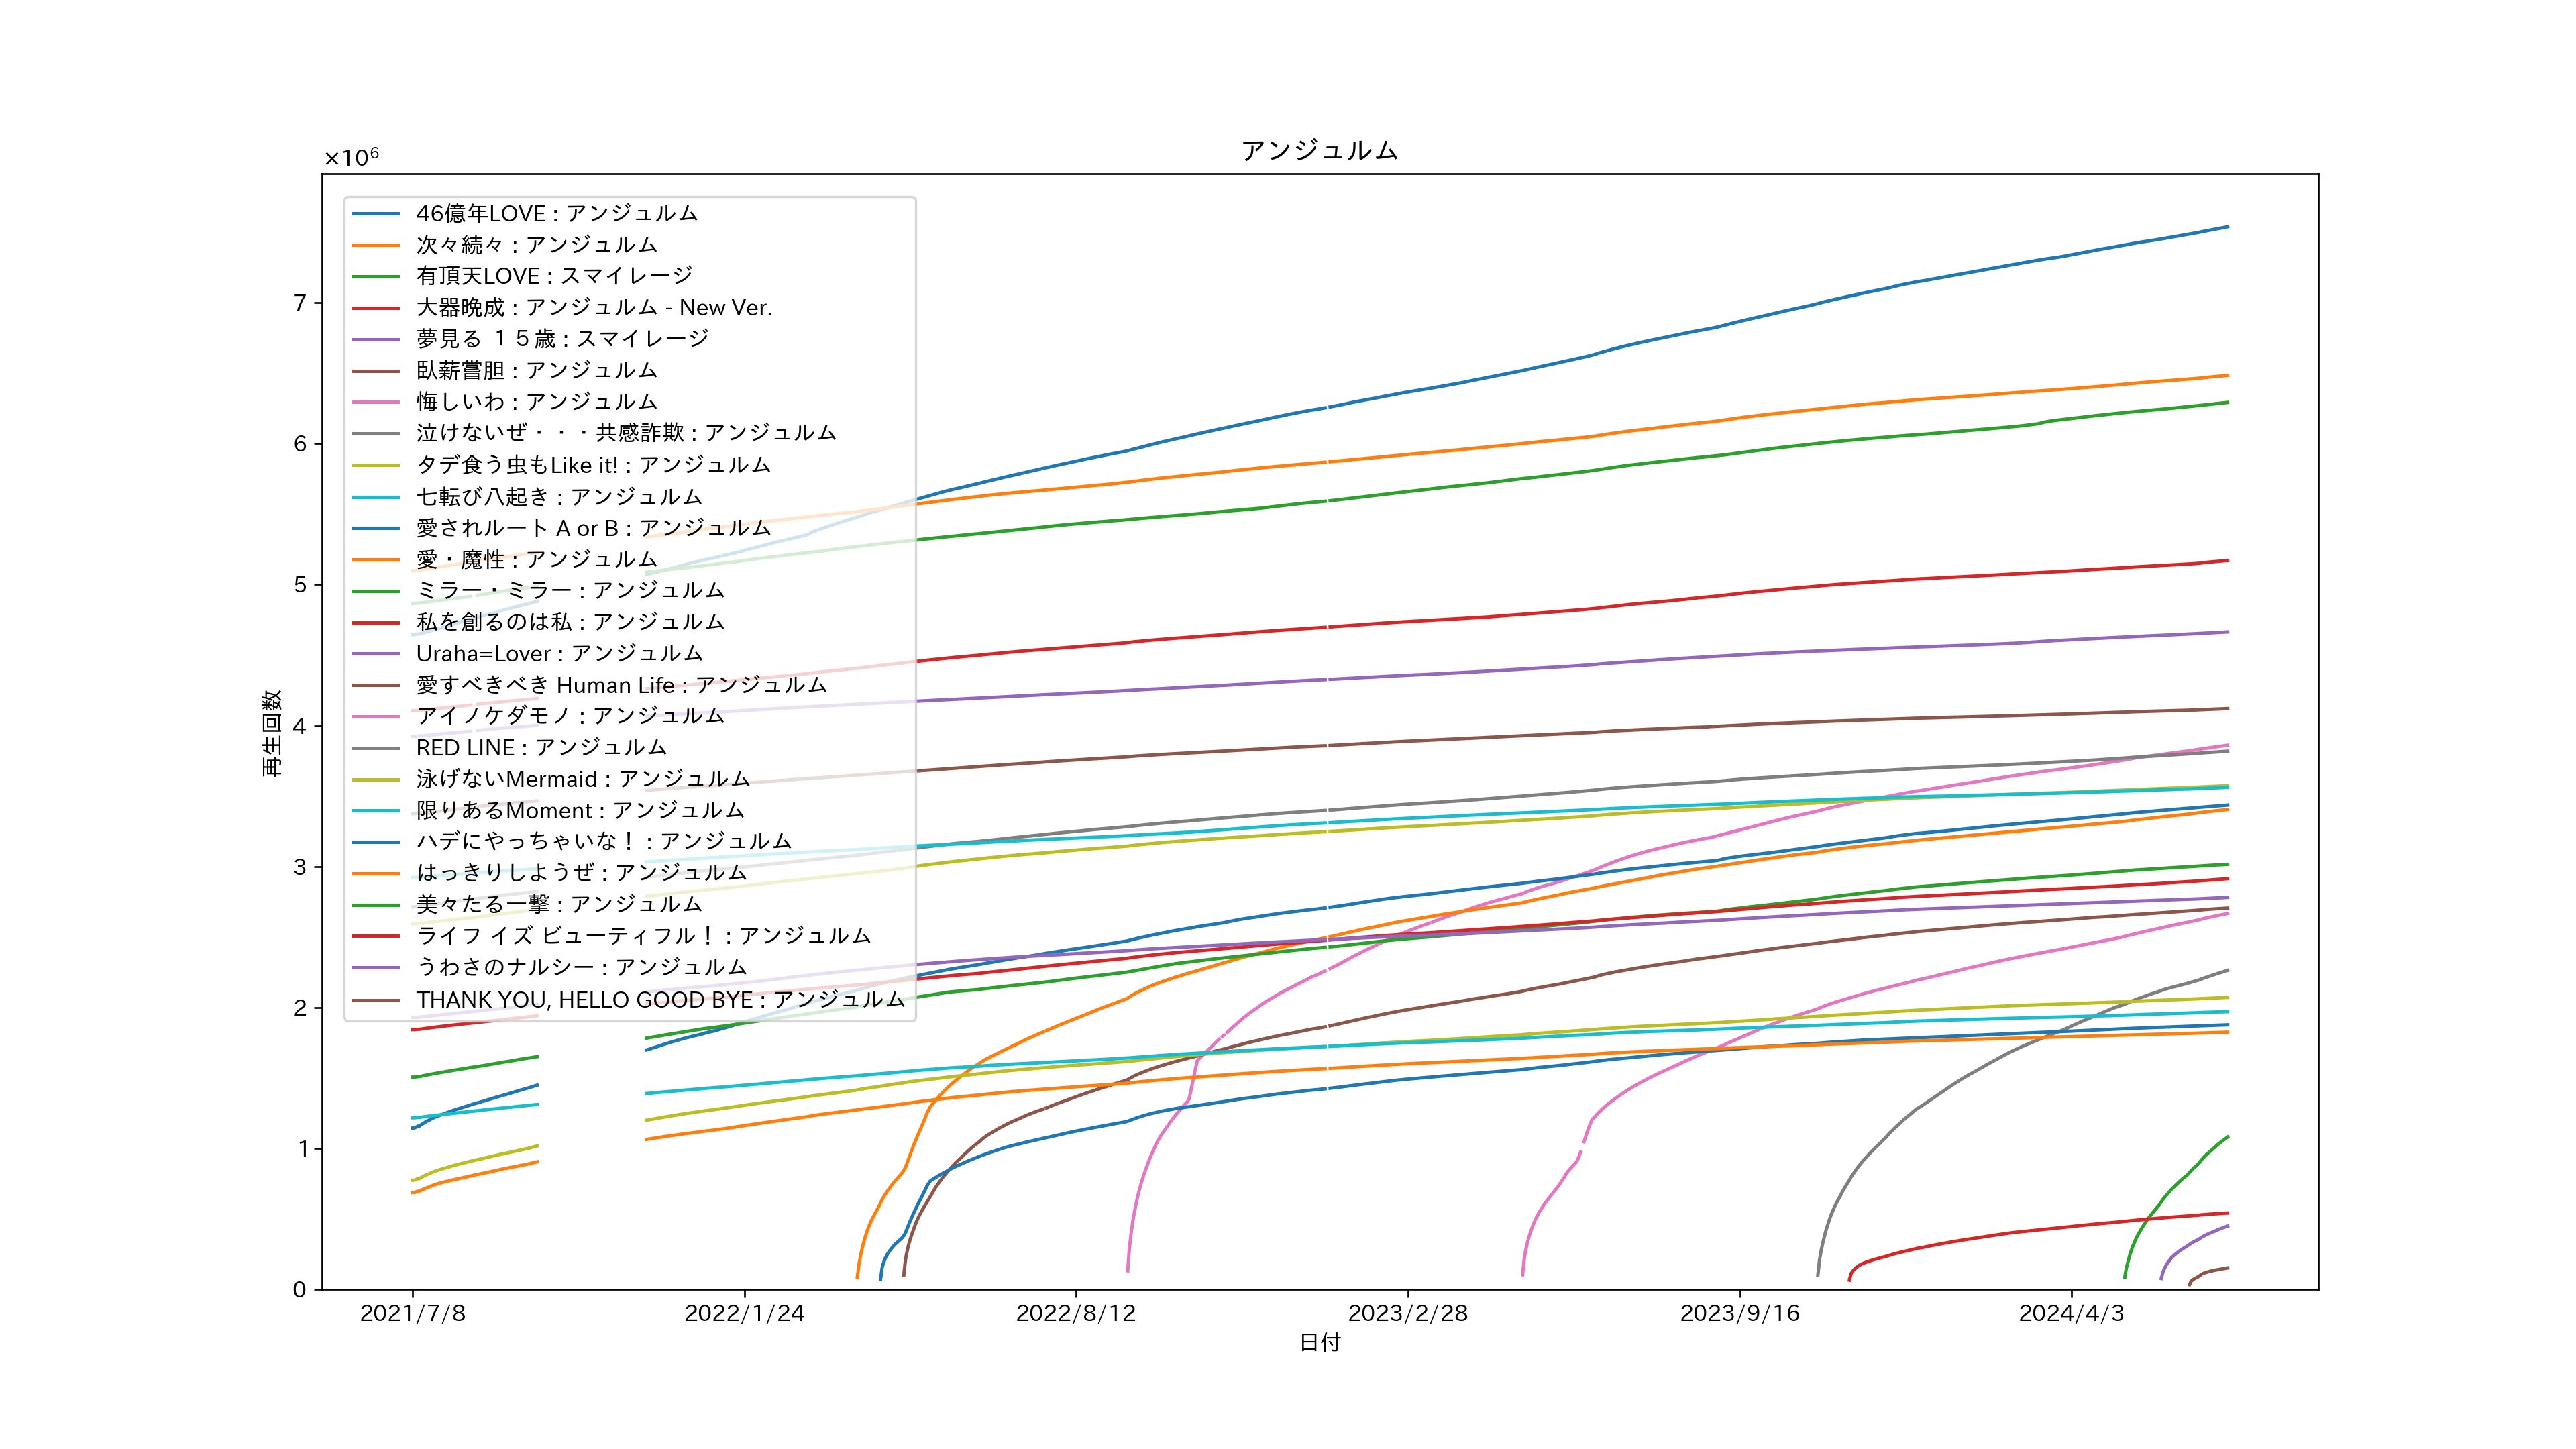 アンジュルム
×10⁶
46億年LOVE : アンジュルム
次々続々 : アンジュルム
有頂天LOVE : スマイレージ
大器晩成 : アンジュルム - New Ver.
夢見る １５歳 : スマイレージ
臥薪嘗胆 : アンジュルム
悔しいわ : アンジュルム
泣けないぜ・・・共感詐欺 : アンジュルム
タデ食う虫もLike it! : アンジュルム
七転び八起き : アンジュルム
愛されルート A or B : アンジュルム
愛・魔性 : アンジュルム
ミラー・ミラー : アンジュルム
私を創るのは私 : アンジュルム
Uraha=Lover : アンジュルム
愛すべきべき Human Life : アンジュルム
アイノケダモノ : アンジュルム
RED LINE : アンジュルム
泳げないMermaid : アンジュルム
限りあるMoment : アンジュルム
ハデにやっちゃいな！ : アンジュルム
はっきりしようぜ : アンジュルム
美々たる一撃 : アンジュルム
ライフ イズ ビューティフル！ : アンジュルム
うわさのナルシー : アンジュルム
THANK YOU, HELLO GOOD BYE : アンジュルム
7
6
5
4
3
2
1
0
再生回数
2021/7/8 2022/1/24 2022/8/12 2023/2/28 2023/9/16 2024/4/3
日付